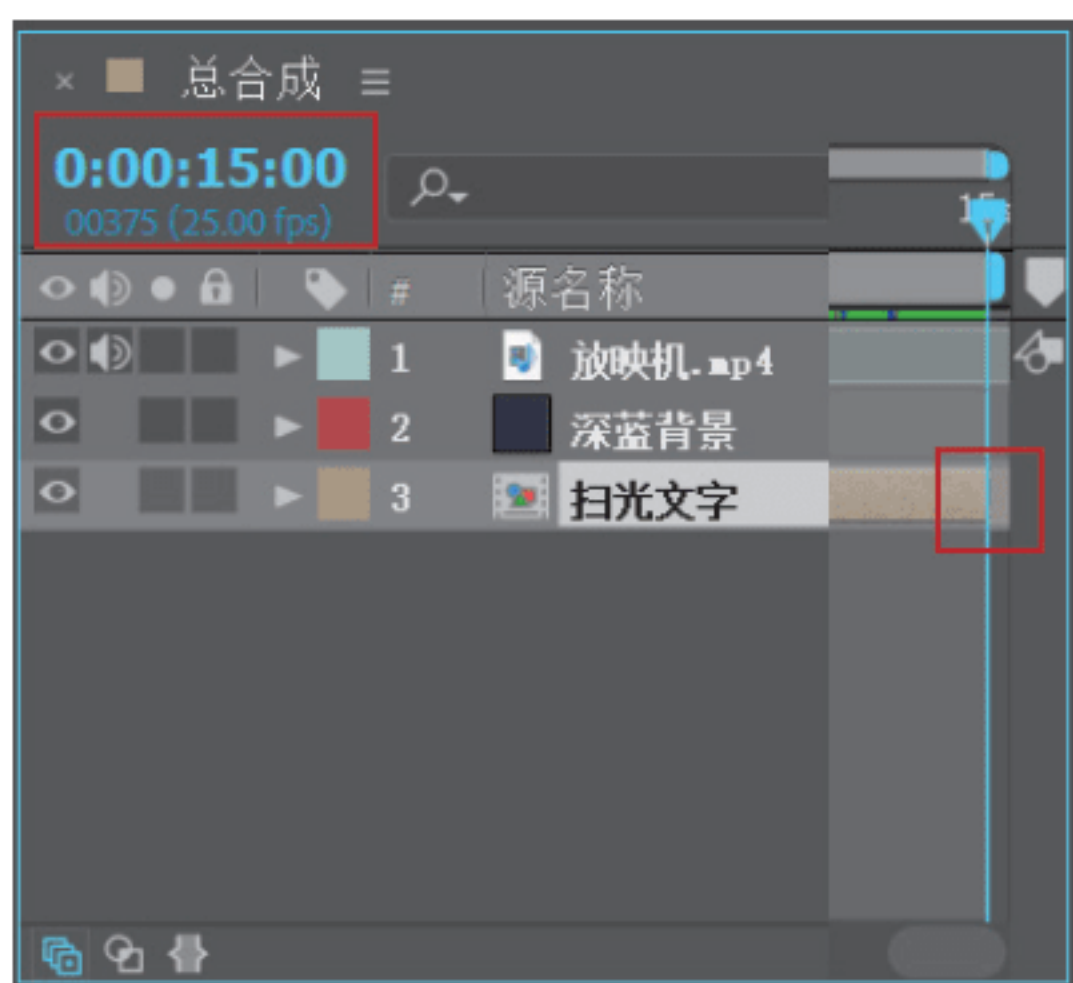 总合成
0:00:15:00
00375 (25.00 fps)
15s
# 源名称
1 放映机.mp4
2 深蓝背景
3 扫光文字